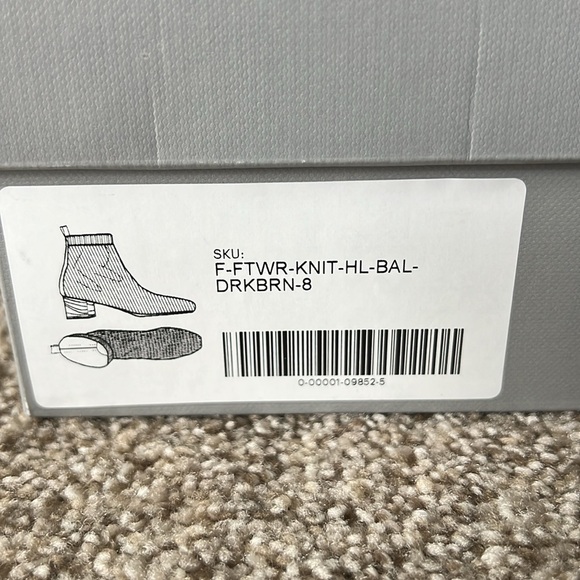 SKU:
F-FTWR-KNIT-HL-BAL-
DRKBRN-8
0-00001-09852-5